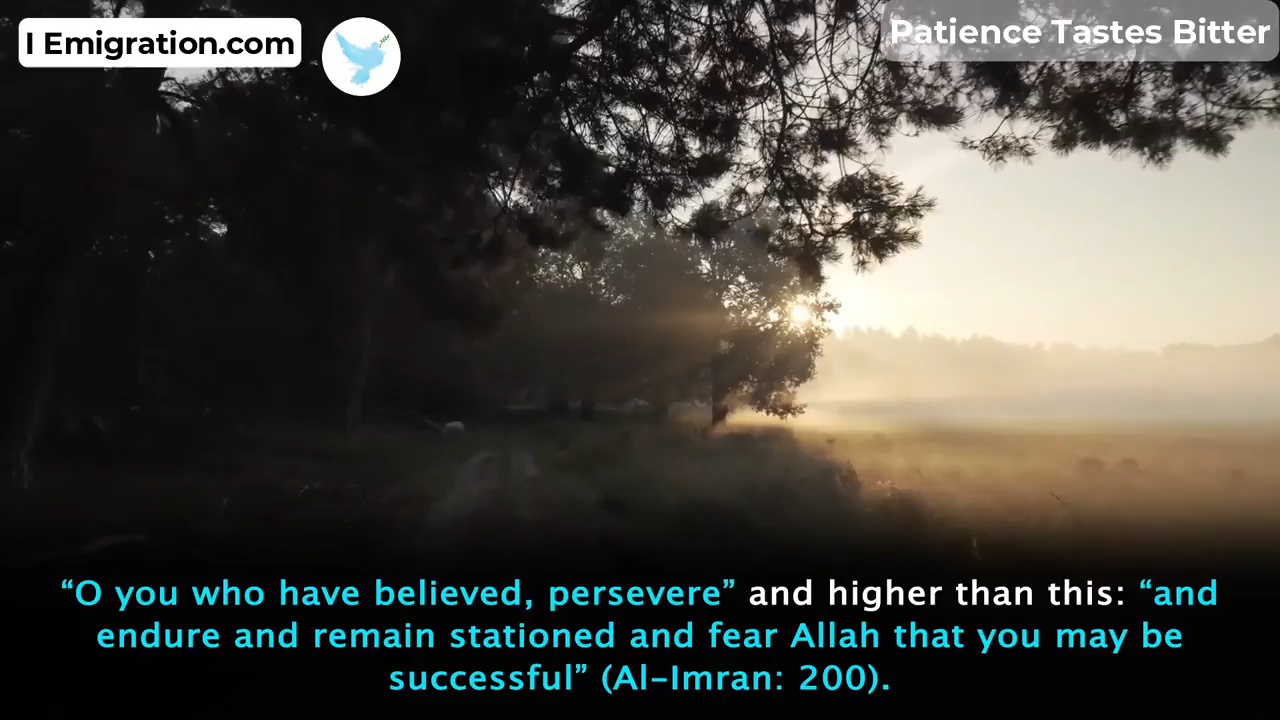 I Emigration.com
Patience Tastes Bitter
“O you who have believed, persevere” and higher than this: “and
endure and remain stationed and fear Allah that you may be
successful” (Al-Imran: 200).